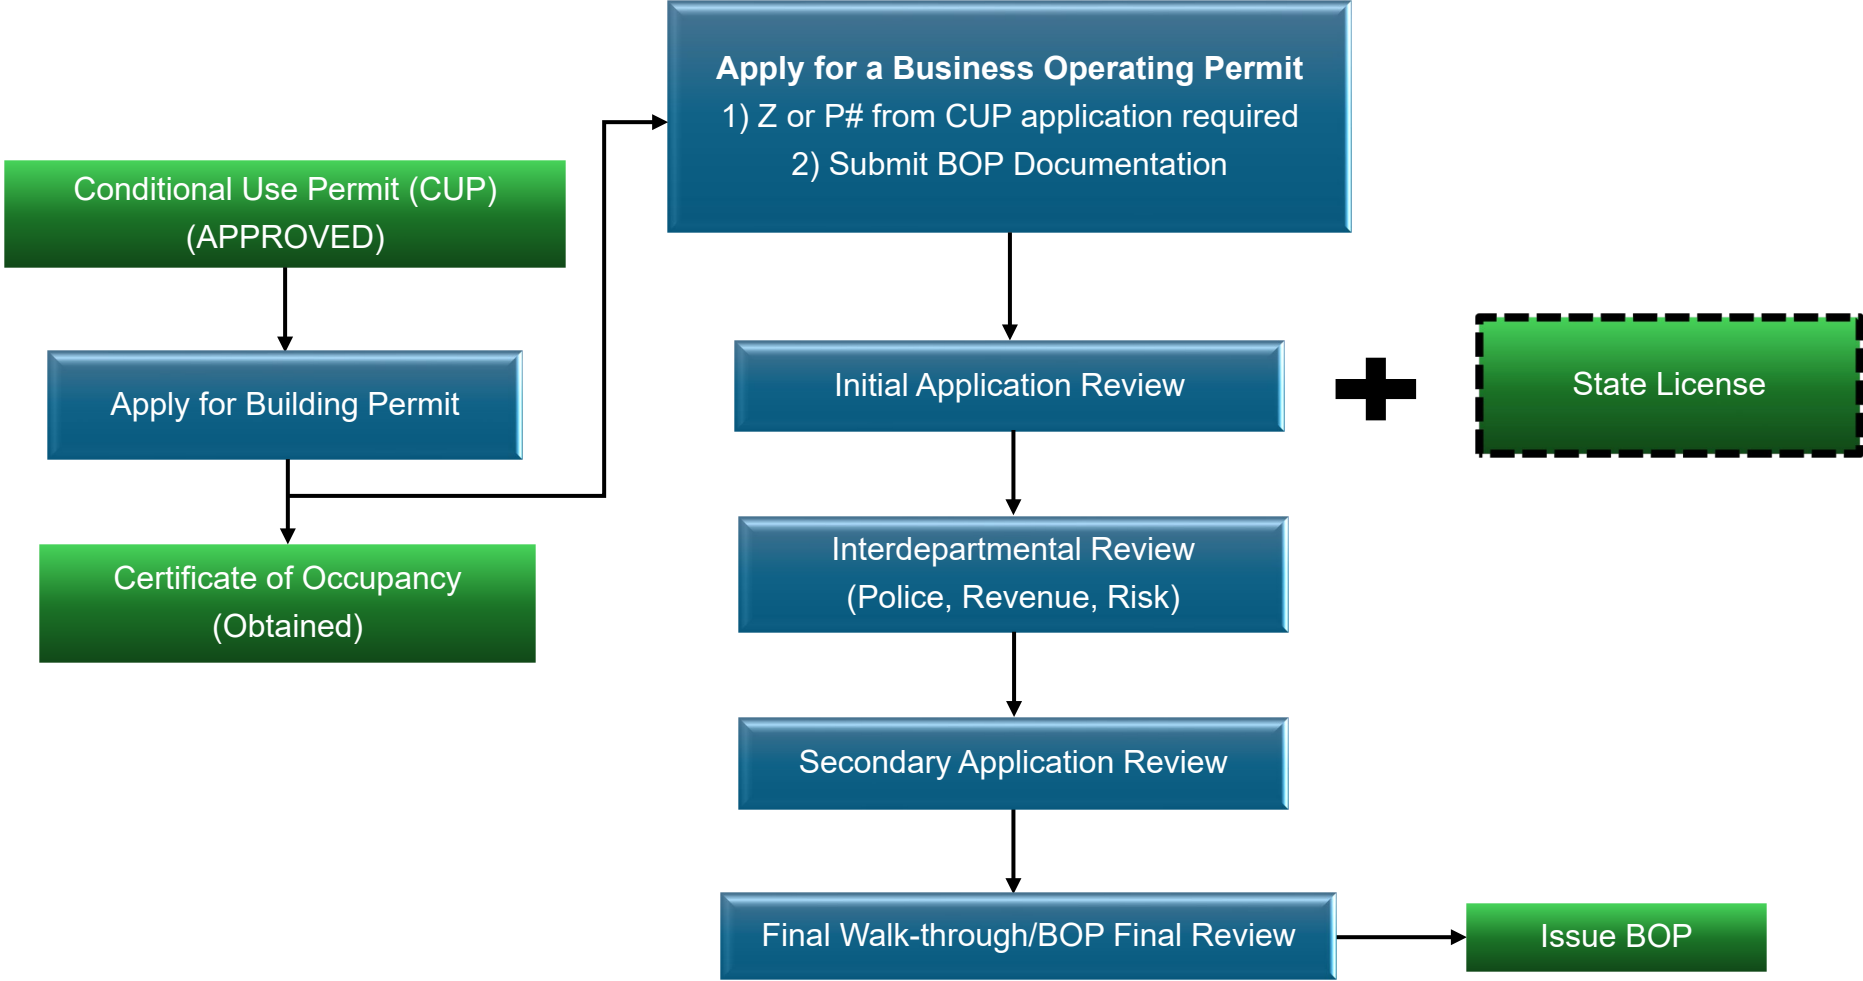 Conditional Use Permit (CUP)
(APPROVED)
Apply for Building Permit
Certificate of Occupancy
(Obtained)
Apply for a Business Operating Permit
1) Z or P# from CUP application required
2) Submit BOP Documentation
Initial Application Review
State License
Interdepartmental Review
(Police, Revenue, Risk)
Secondary Application Review
Final Walk-through/BOP Final Review
Issue BOP